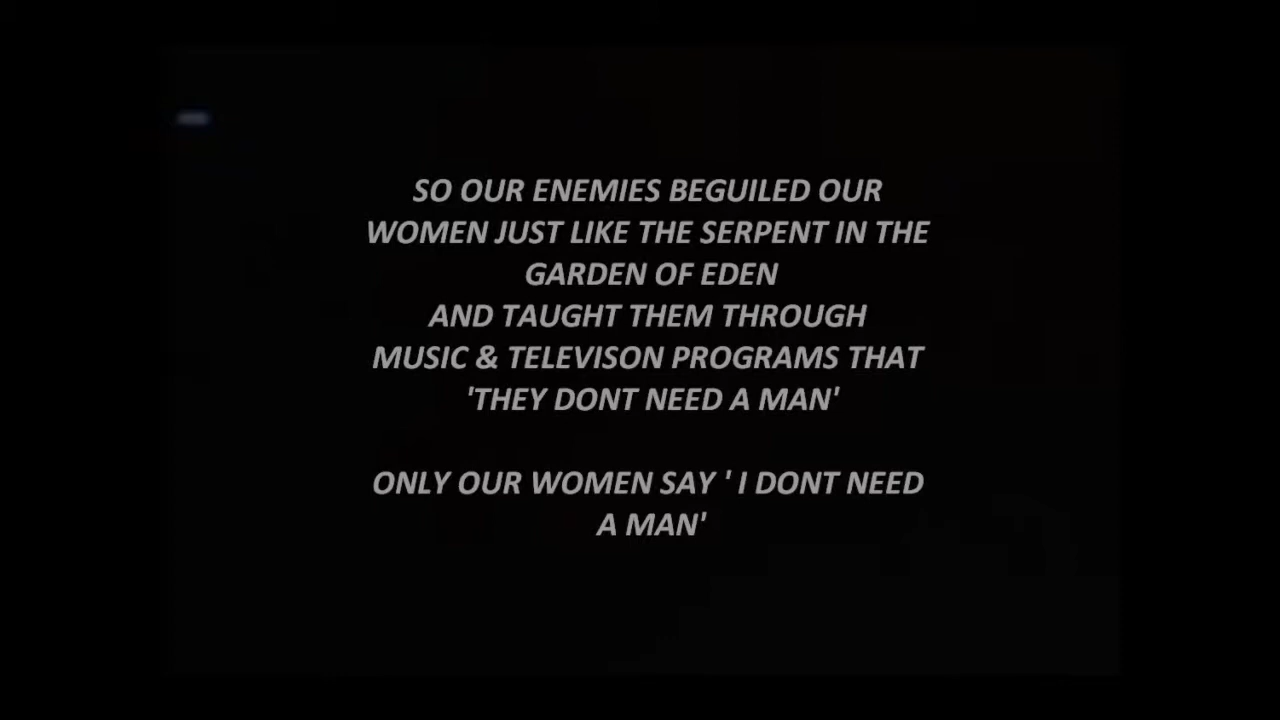 SO OUR ENEMIES BEGUILED OUR
WOMEN JUST LIKE THE SERPENT IN THE
GARDEN OF EDEN
AND TAUGHT THEM THROUGH
MUSIC & TELEVISON PROGRAMS THAT
'THEY DONT NEED A MAN'
ONLY OUR WOMEN SAY ' I DONT NEED
A MAN'